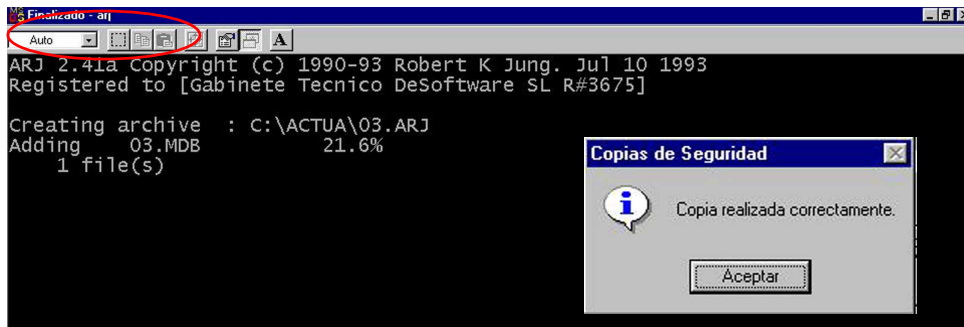 Finalizado - arj
Auto
A
ARJ 2.41a Copyright (c) 1990-93 Robert K Jung. Jul 10 1993
Registered to [Gabinete Tecnico DeSoftware SL R#3675]
Creating archive : C:\ACTUA\03.ARJ
Adding 03.MDB 21.6%
1 file(s)
Copias de Seguridad
Copia realizada correctamente.
Aceptar